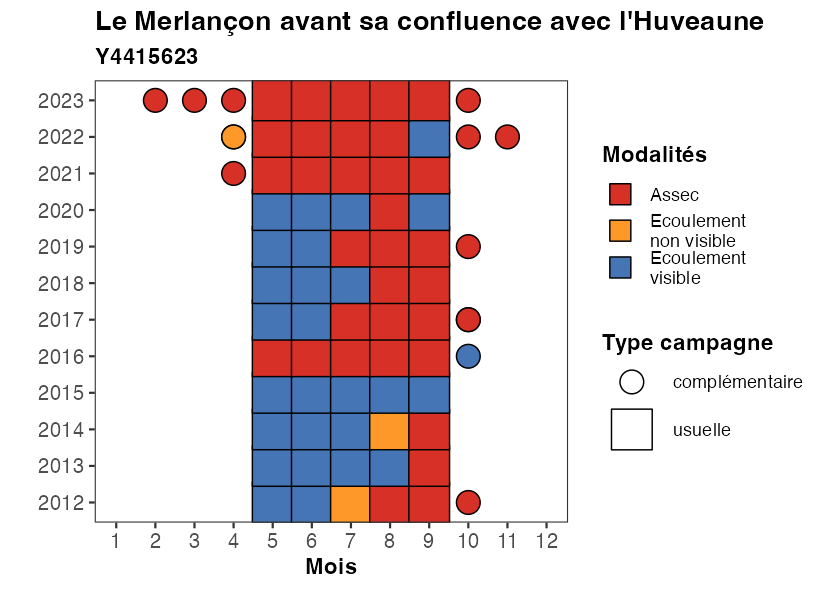 Le Merlançon avant sa confluence avec l'Huveaune
Y4415623
2023
2022
2021
2020
2019
2018
2017
2016
2015
2014
2013
2012
1 2 3 4 5 6 7 8 9 10 11 12
Mois
Modalités
Assec
Ecoulement
non visible
Ecoulement
visible
Type campagne
complémentaire
usuelle